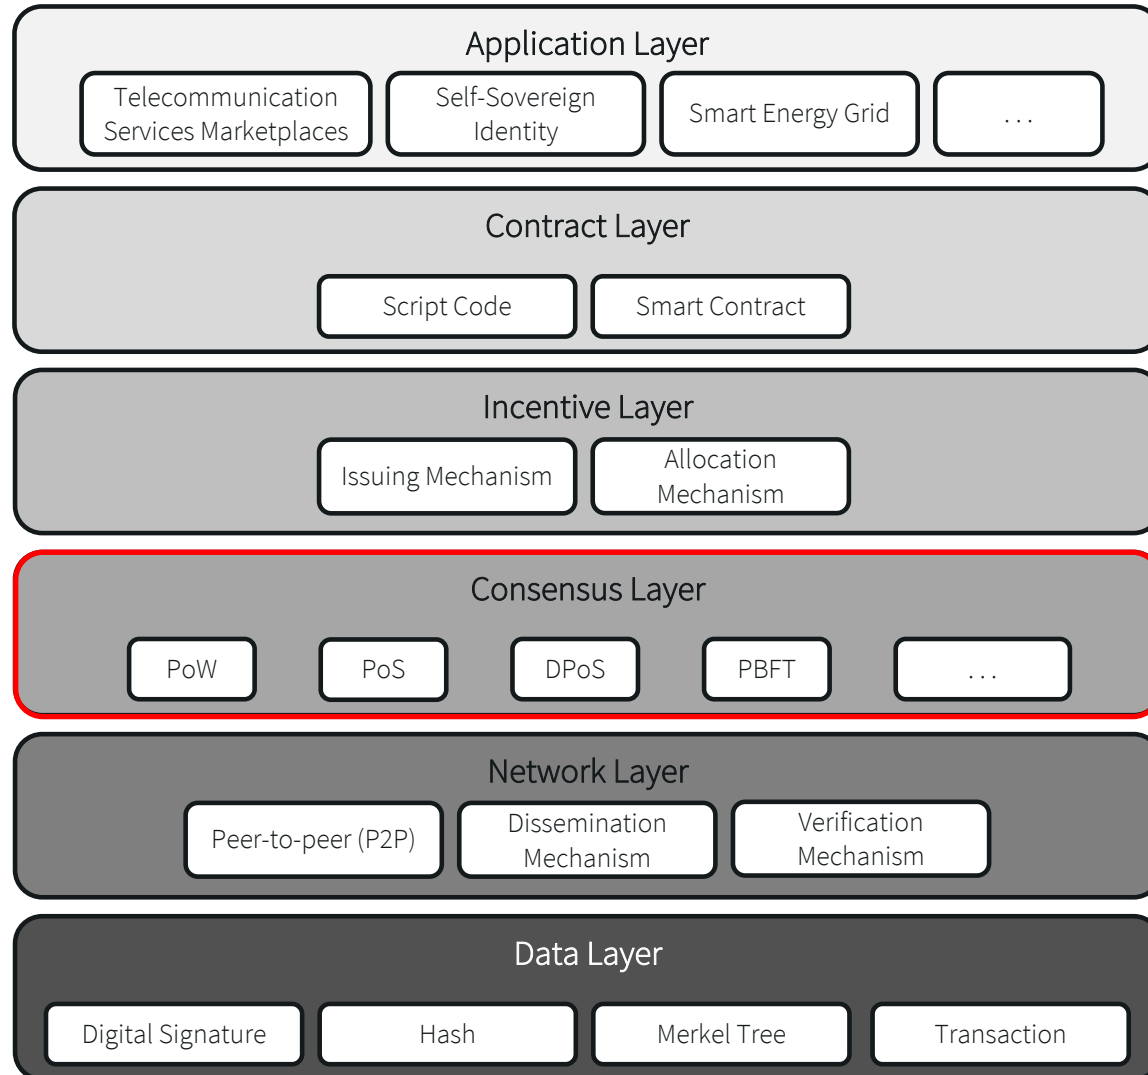 Application Layer
Telecommunication
Services Marketplaces
Self-Sovereign
Identity
Smart Energy Grid
. . .
Contract Layer
Script Code
Smart Contract
Incentive Layer
Issuing Mechanism
Allocation
Mechanism
Consensus Layer
PoW
PoS
DPoS
PBFT
. . .
Network Layer
Peer-to-peer (P2P)
Dissemination
Mechanism
Verification
Mechanism
Data Layer
Digital Signature
Hash
Merkel Tree
Transaction